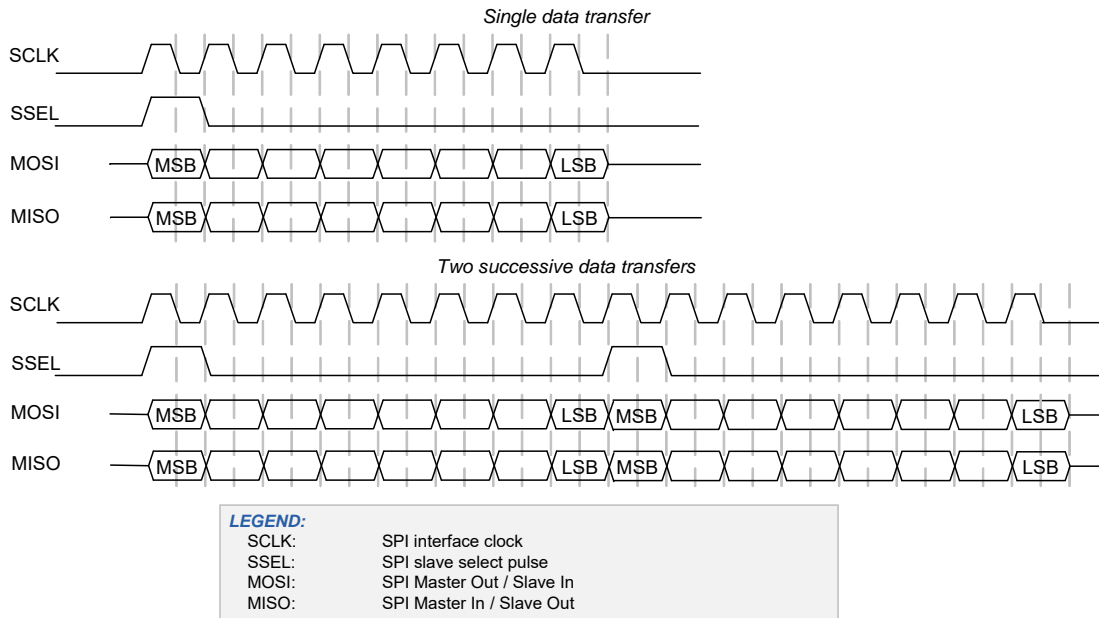 Single data transfer
SCLK
SSEL
MOSI MSB LSB
MISO MSB LSB
Two successive data transfers
SCLK
SSEL
MOSI MSB LSB MSB LSB
MISO MSB LSB MSB LSB
LEGEND:
SCLK: SPI interface clock
SSEL: SPI slave select pulse
MOSI: SPI Master Out / Slave In
MISO: SPI Master In / Slave Out